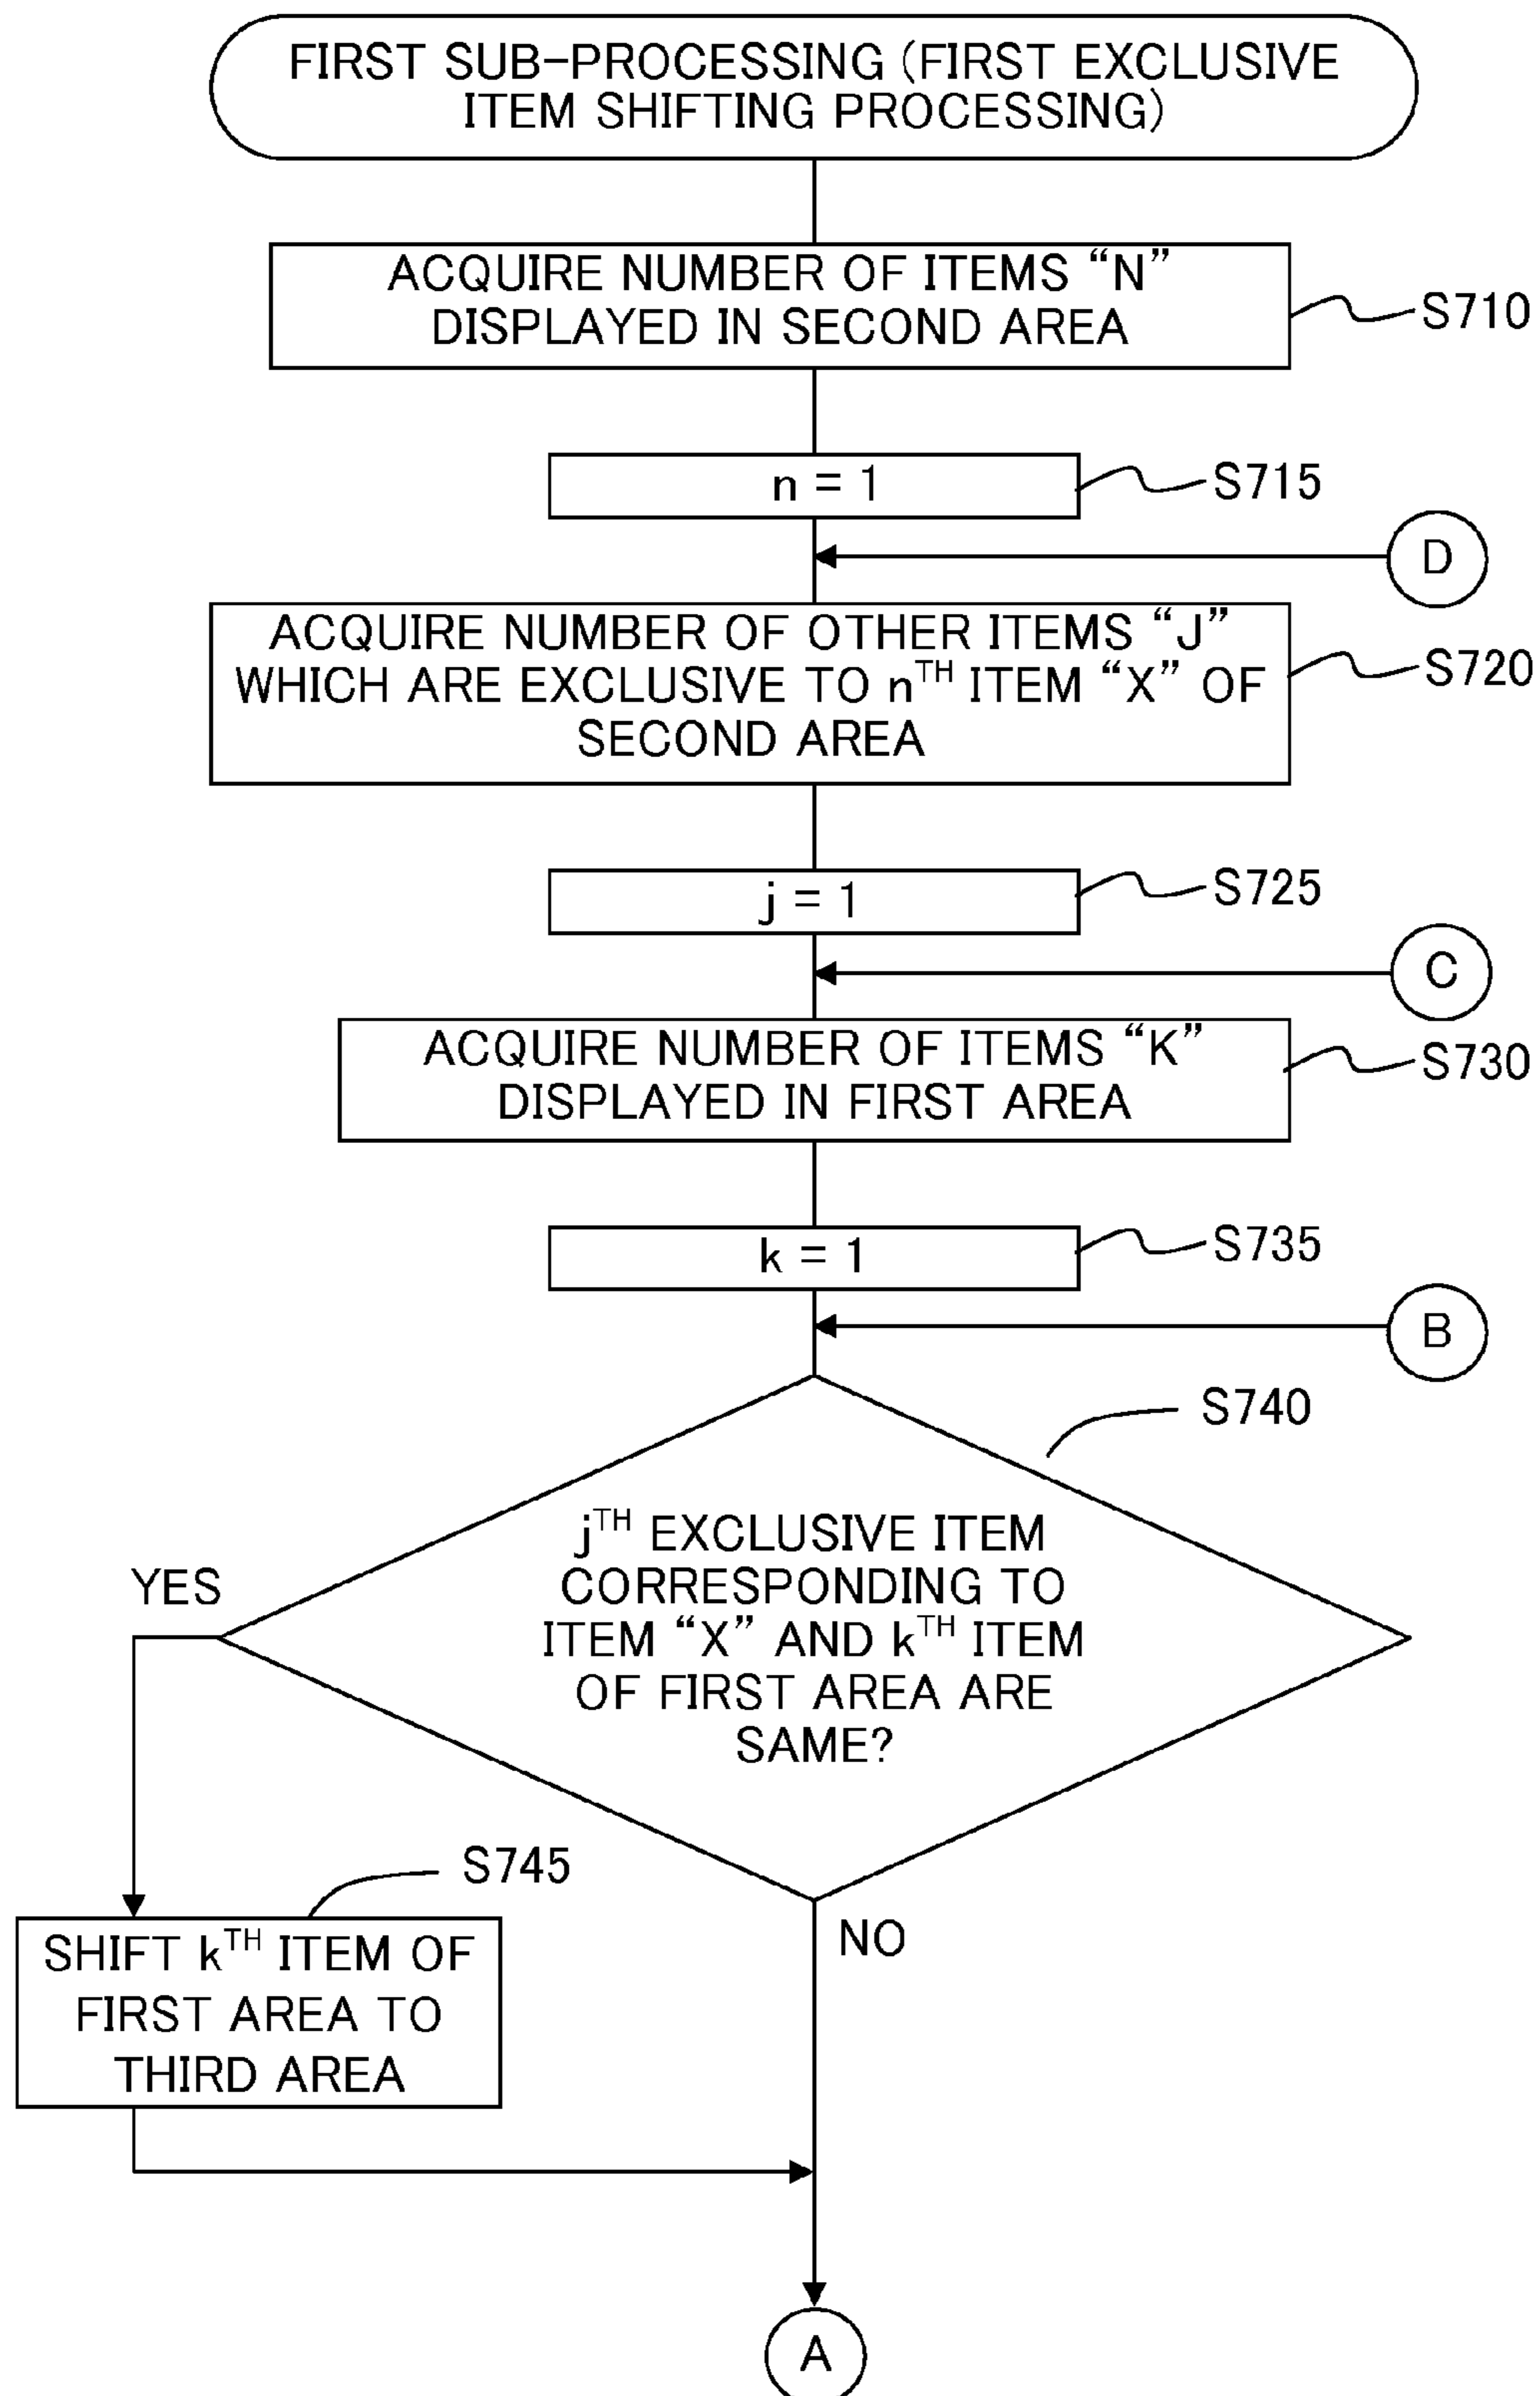 FIRST SUB-PROCESSING (FIRST EXCLUSIVE
ITEM SHIFTING PROCESSING)
ACQUIRE NUMBER OF ITEMS “N”
DISPLAYED IN SECOND AREA
S710
n = 1
S715
D
ACQUIRE NUMBER OF OTHER ITEMS “J”
WHICH ARE EXCLUSIVE TO nTH ITEM “X” OF
SECOND AREA
S720
j = 1
S725
C
ACQUIRE NUMBER OF ITEMS “K”
DISPLAYED IN FIRST AREA
S730
k = 1
S735
B
S740
jTH EXCLUSIVE ITEM
CORRESPONDING TO
ITEM “X” AND kTH ITEM
OF FIRST AREA ARE
SAME?
YES
S745
SHIFT kTH ITEM OF
FIRST AREA TO
THIRD AREA
NO
A